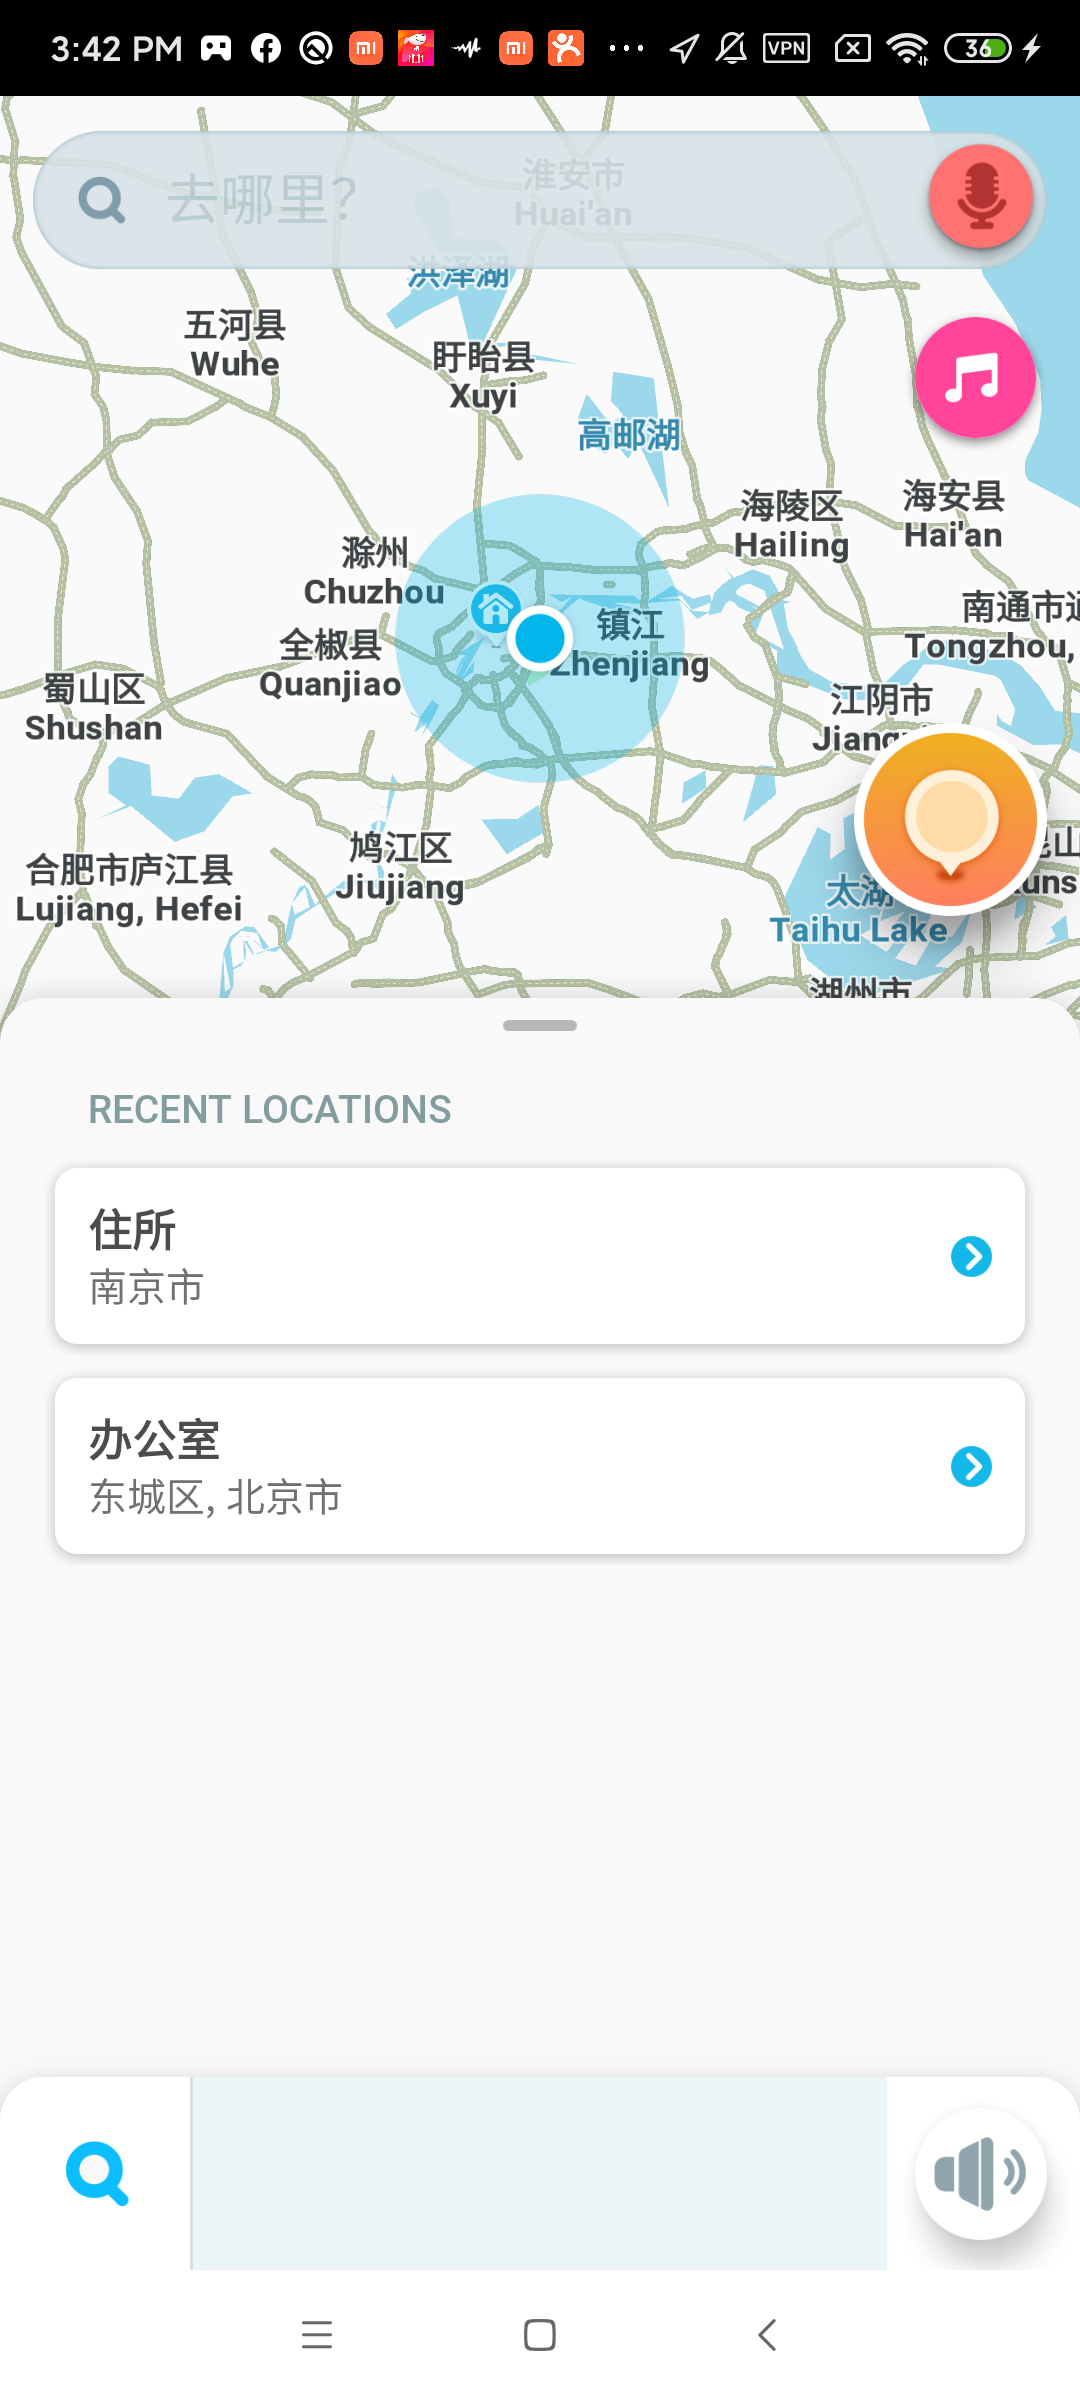 3:42 PM
VPN
36
去哪里?
淮安市
Huai'an
洪泽湖
五河县
Wuhe
盱眙县
Xuyi
高邮湖
海陵区
Hailing
海安县
Hai'an
滁州
Chuzhou
南通市通
Tongzhou,
镇江
Zhenjiang
全椒县
Quanjiao
蜀山区
Shushan
江阴市
鸠江区
Jiujiang
合肥市庐江县
Lujiang, Hefei
太湖
Taihu Lake
湖州市
RECENT LOCATIONS
住所
南京市
办公室
东城区, 北京市